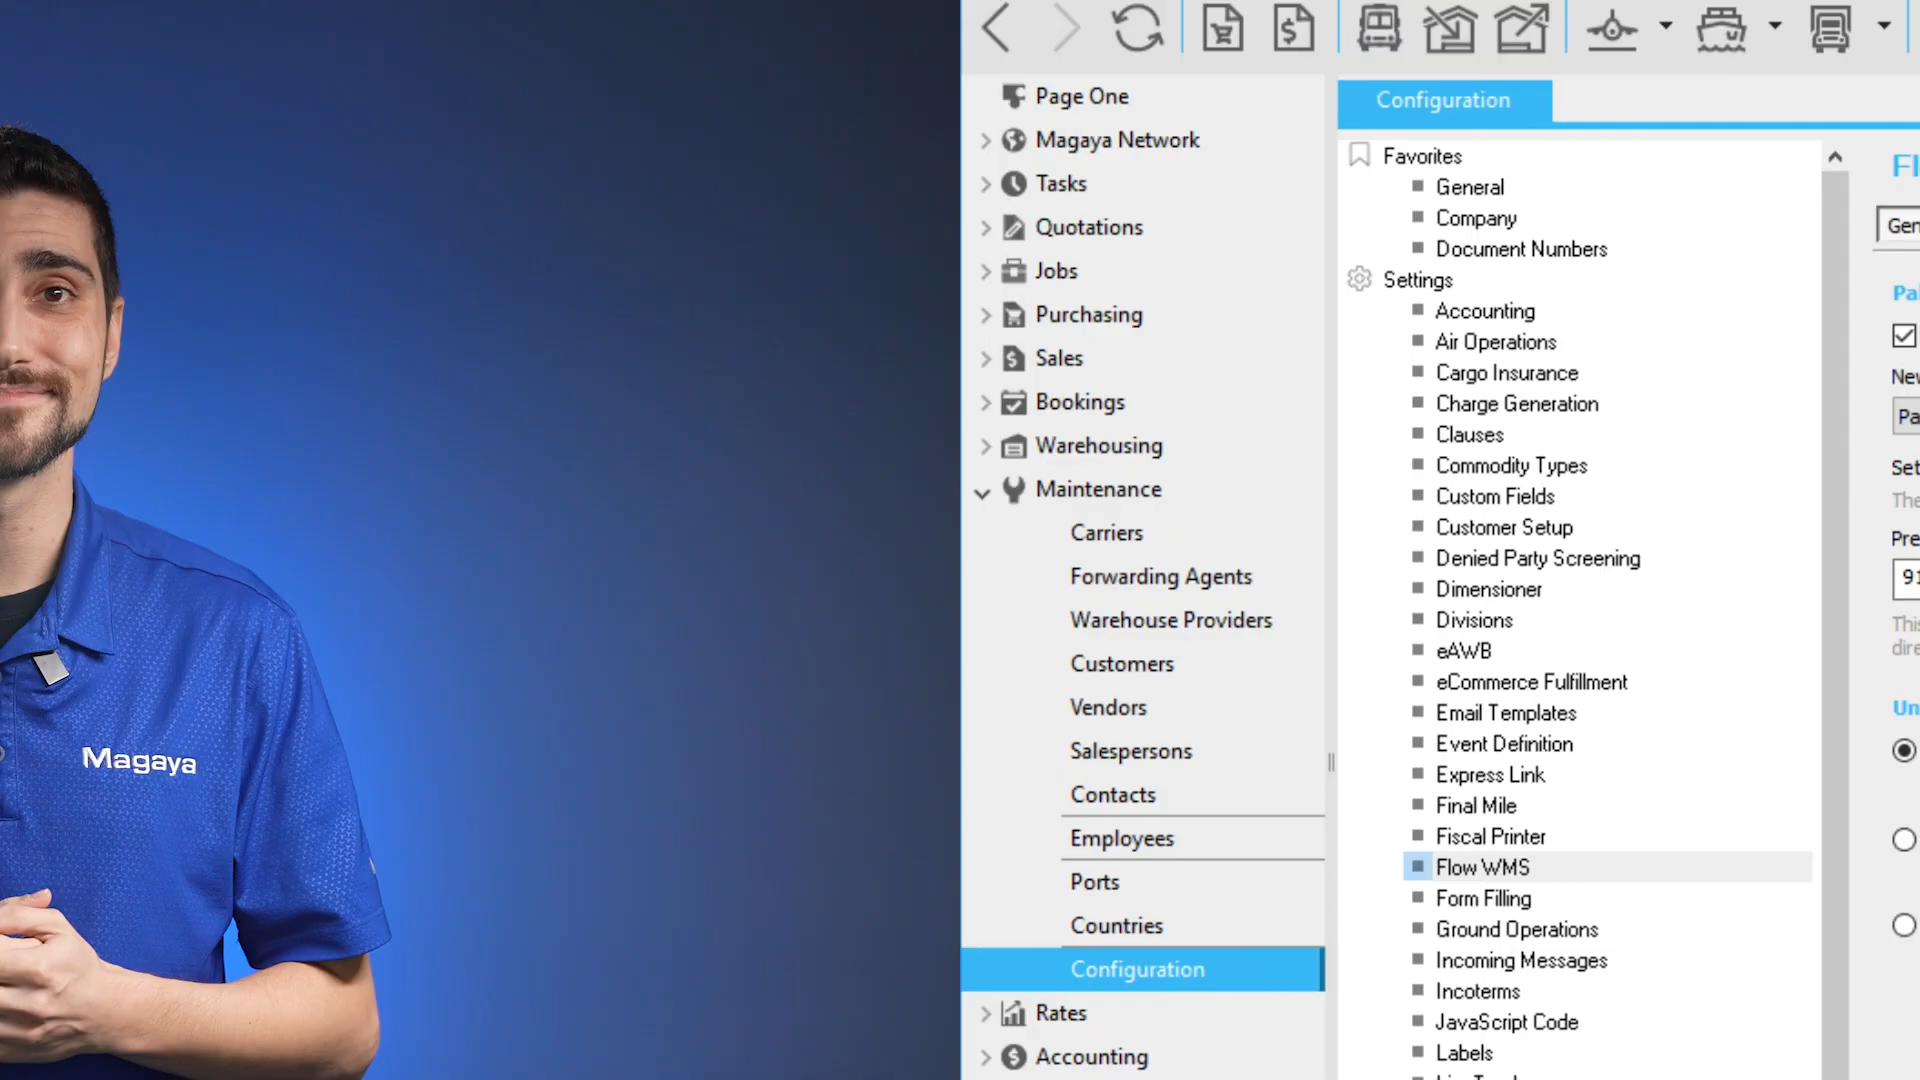 Magaya
Page One
Magaya Network
Tasks
Quotations
Jobs
Purchasing
Sales
Bookings
Warehousing
Maintenance
Carriers
Forwarding Agents
Warehouse Providers
Customers
Vendors
Salespersons
Contacts
Employees
Ports
Countries
Configuration
Rates
Accounting
Configuration
Favorites
General
Company
Document Numbers
Settings
Accounting
Air Operations
Cargo Insurance
Charge Generation
Clauses
Commodity Types
Custom Fields
Customer Setup
Denied Party Screening
Dimensioner
Divisions
eAWB
eCommerce Fulfillment
Email Templates
Event Definition
Express Link
Final Mile
Fiscal Printer
Flow WMS
Form Filling
Ground Operations
Incoming Messages
Incoterms
JavaScript Code
Labels